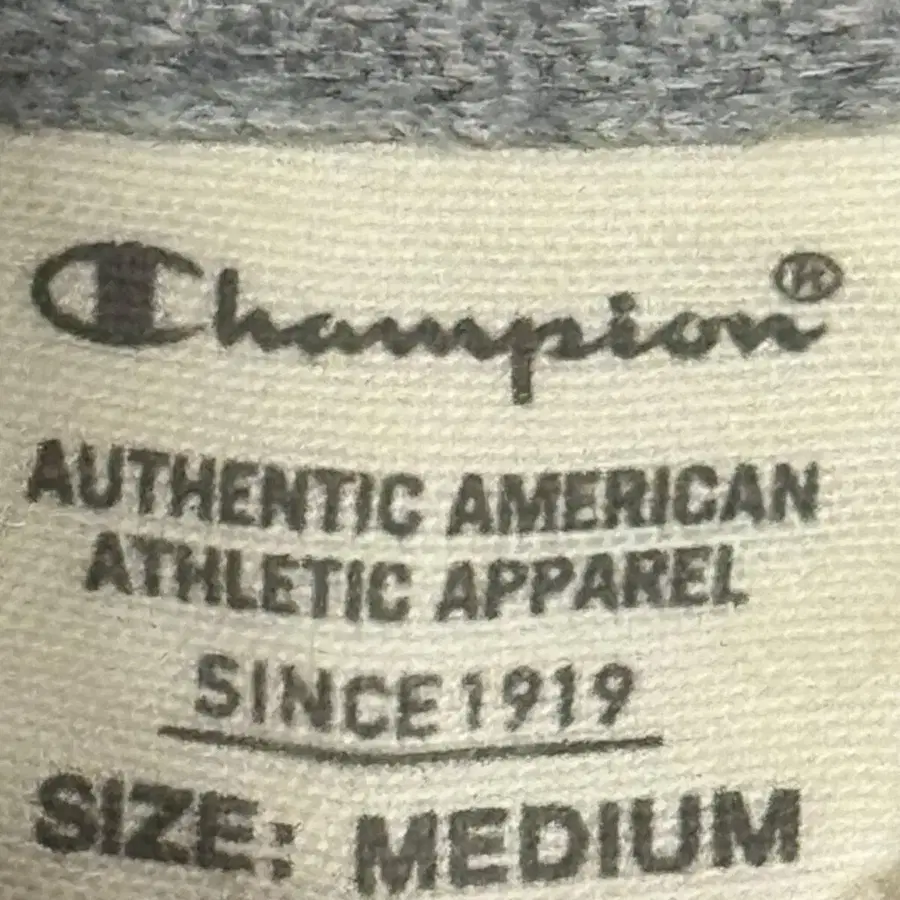 Champion®
AUTHENTIC AMERICAN
ATHLETIC APPAREL
SINCE 1919
SIZE: MEDIUM